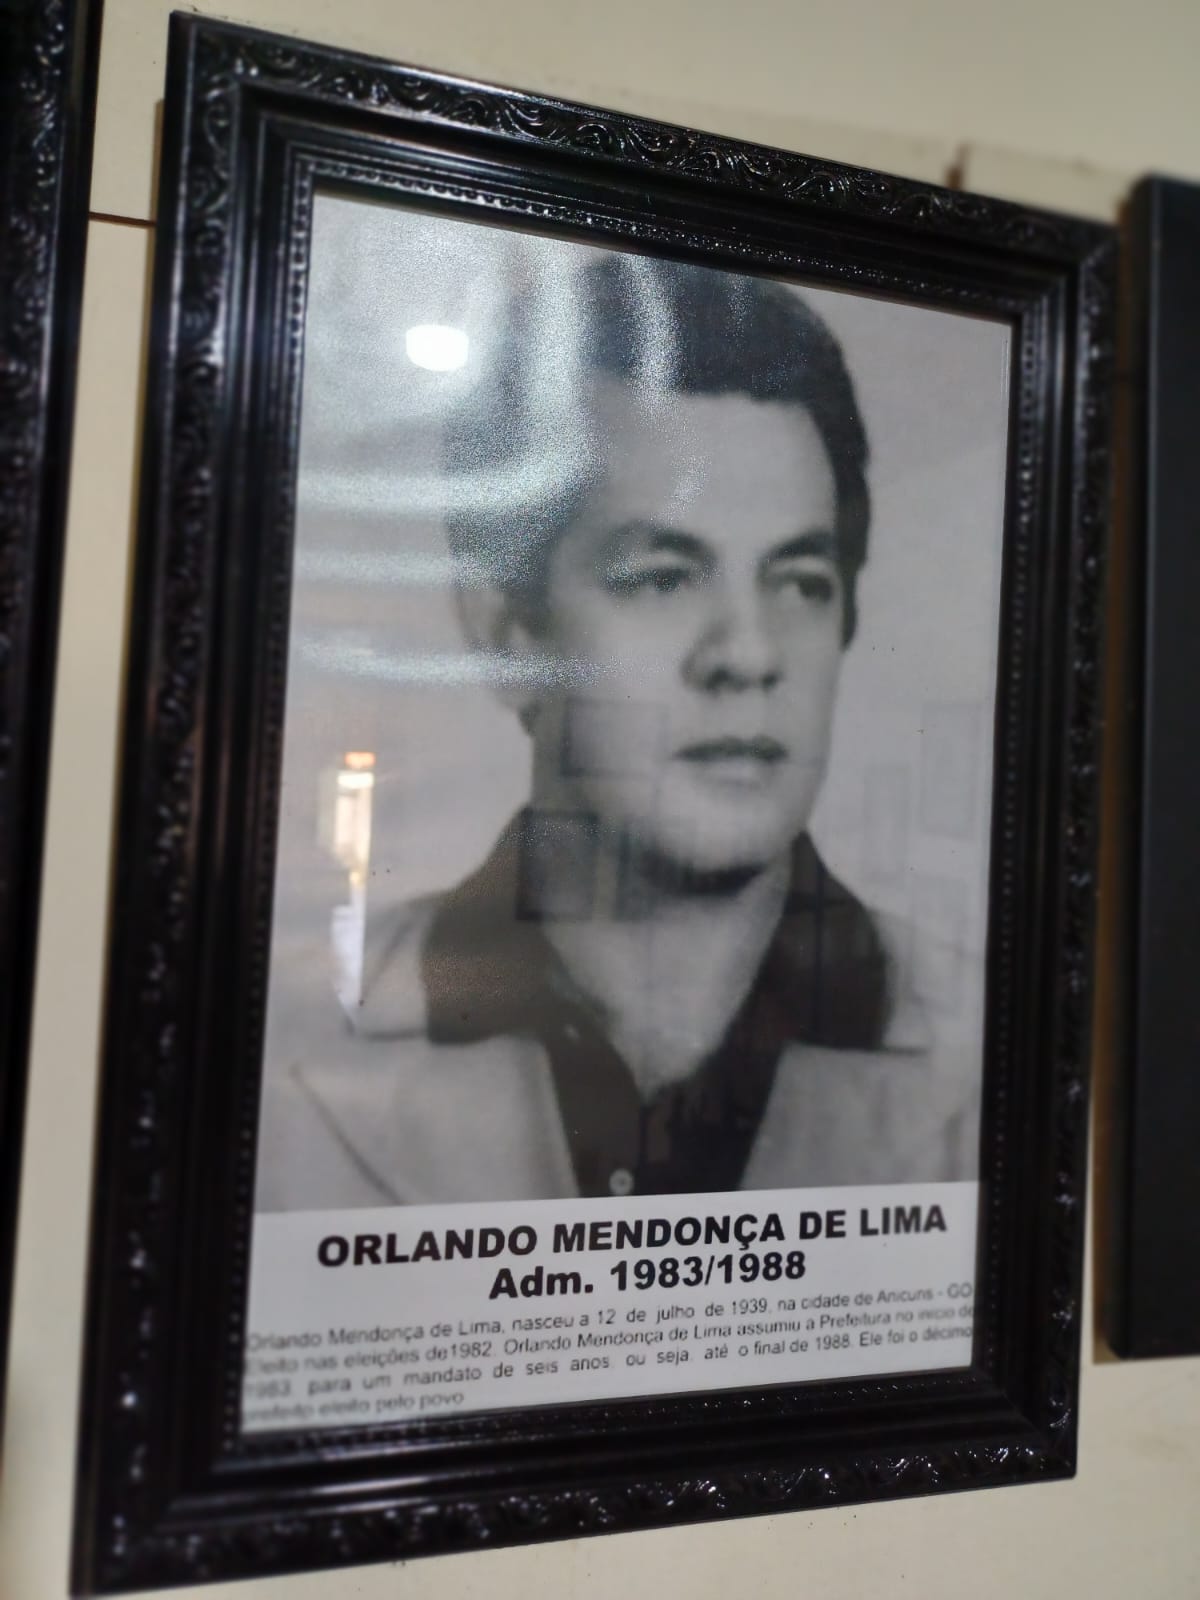 ORLANDO MENDONÇA DE LIMA
Adm. 1983/1988
Orlando Mendonça de Lima, nasceu a 12 de julho de 1939, na cidade de Anicuns - GO
Eleito nas eleições de1982. Orlando Mendonça de Lima assumiu a Prefeitura no início de
1983, para um mandato de seis anos, ou seja, até o final de 1988. Ele foi o décimo
prefeito eleito pelo povo